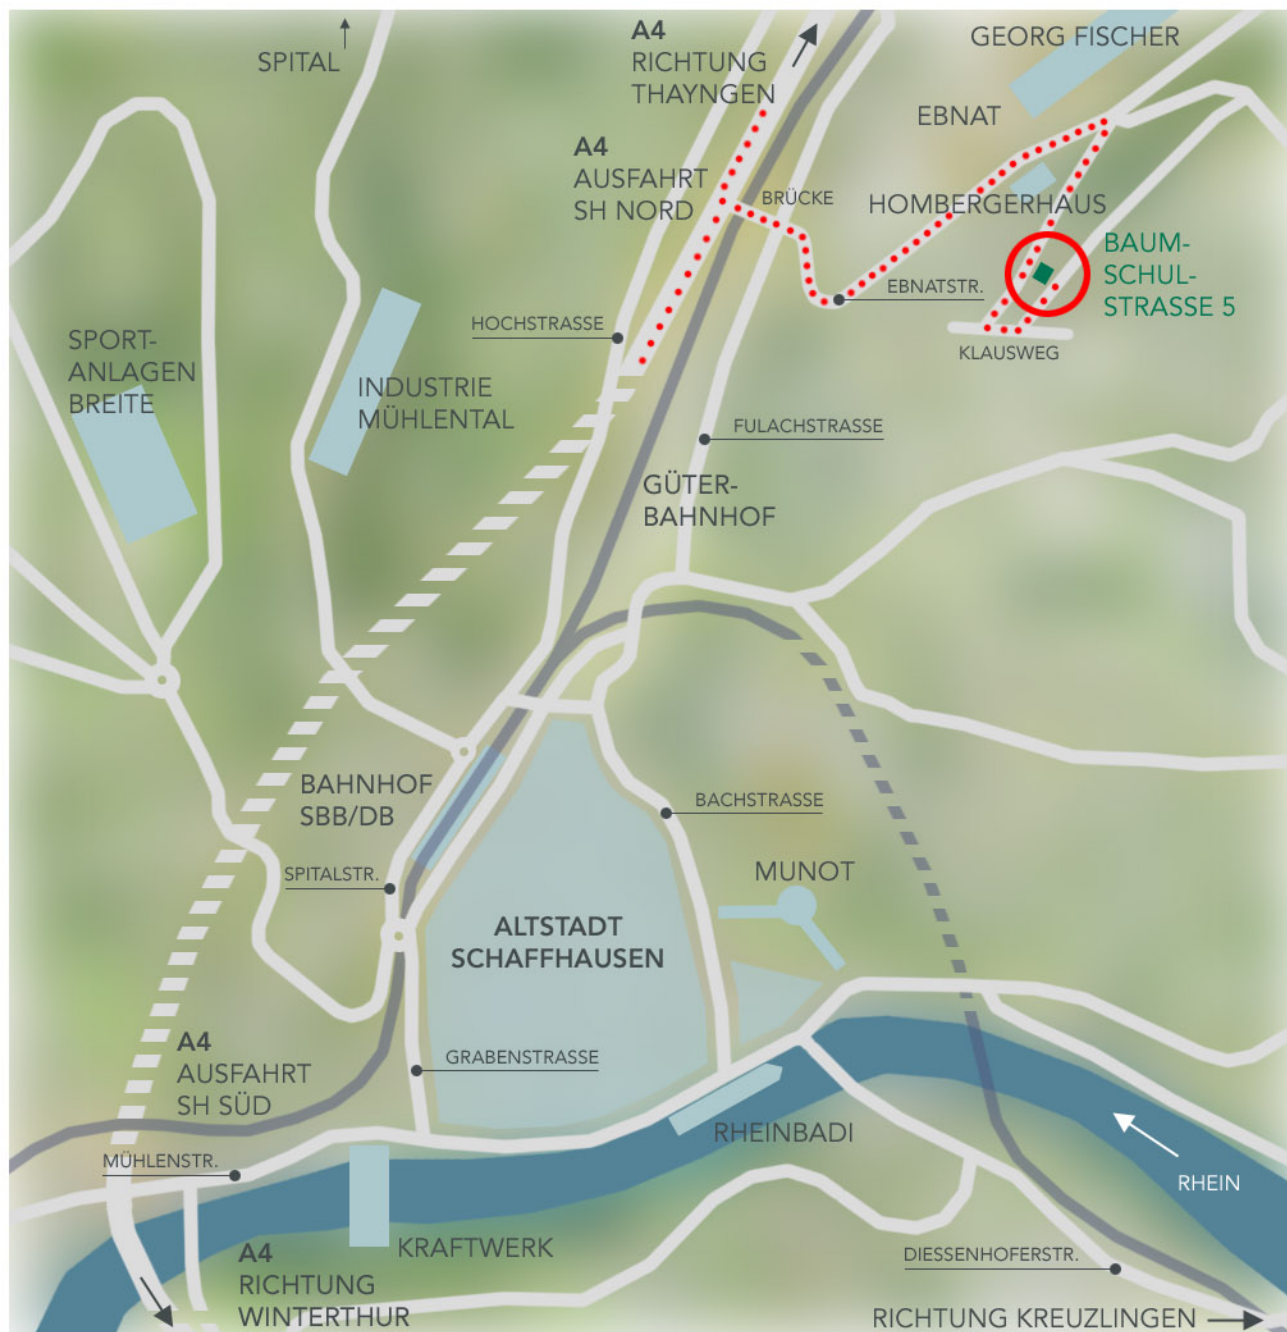 SPITAL
A4
RICHTUNG
THAYNGEN
GEORG FISCHER
EBNAT
A4
AUSFAHRT
SH NORD
BRÜCKE
HOMBERGERHAUS
BAUM-
SCHUL-
STRASSE 5
EBNATSTR.
KLAUSWEG
HOCHSTRASSE
SPORT-
ANLAGEN
BREITE
INDUSTRIE
MÜHLENTAL
FULACHSTRASSE
GÜTER-
BAHNHOF
BAHNHOF
SBB/DB
BACHSTRASSE
SPITALSTR.
MUNOT
ALTSTADT
SCHAFFHAUSEN
A4
AUSFAHRT
SH SÜD
GRABENSTRASSE
RHEINBADI
MÜHLENSTR.
RHEIN
KRAFTWERK
A4
RICHTUNG
WINTERTHUR
DIESSENHOFERSTR.
RICHTUNG KREUZLINGEN